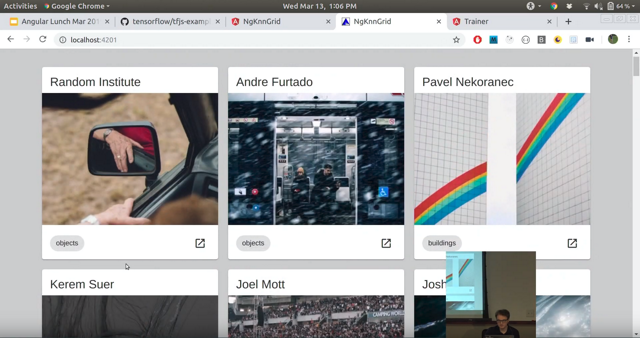 Activities Google Chrome Wed Mar 13, 1:06 PM 64%
Angular Lunch Mar 201 tensorflow/tfjs-examp NgKnnGrid NgKnnGrid Trainer
localhost:4201
Random Institute Andre Furtado Pavel Nekoranec
objects objects buildings
Kerem Suer Joel Mott Josh